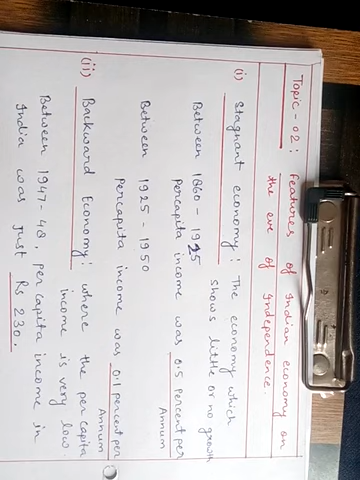 Topic-02: features of Indian economy on
the eve of Independence.
(i) Stagnant economy: The economy which
shows little or no growth
Between 1860-1925
Percapita income was 0.5 percent per
Annum
Between 1925-1950
Percapita income was 0.1 percent per
Annum
(ii) Backward Economy: where the per capita
income is very low
Between 1947-48, per capita income in
India was just Rs 230.